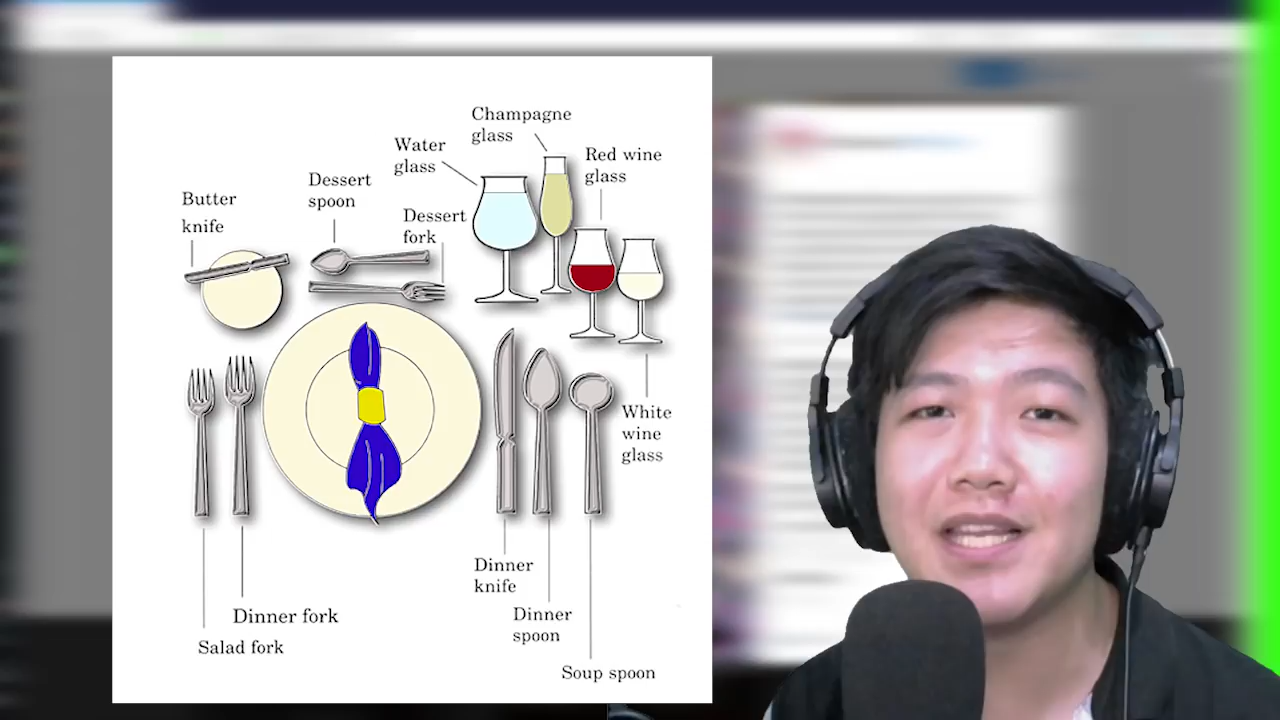 Champagne
glass
Water
glass
Red wine
glass
Dessert
spoon
Butter
knife
Dessert
fork
White
wine
glass
Dinner
knife
Dinner
spoon
Dinner fork
Salad fork
Soup spoon